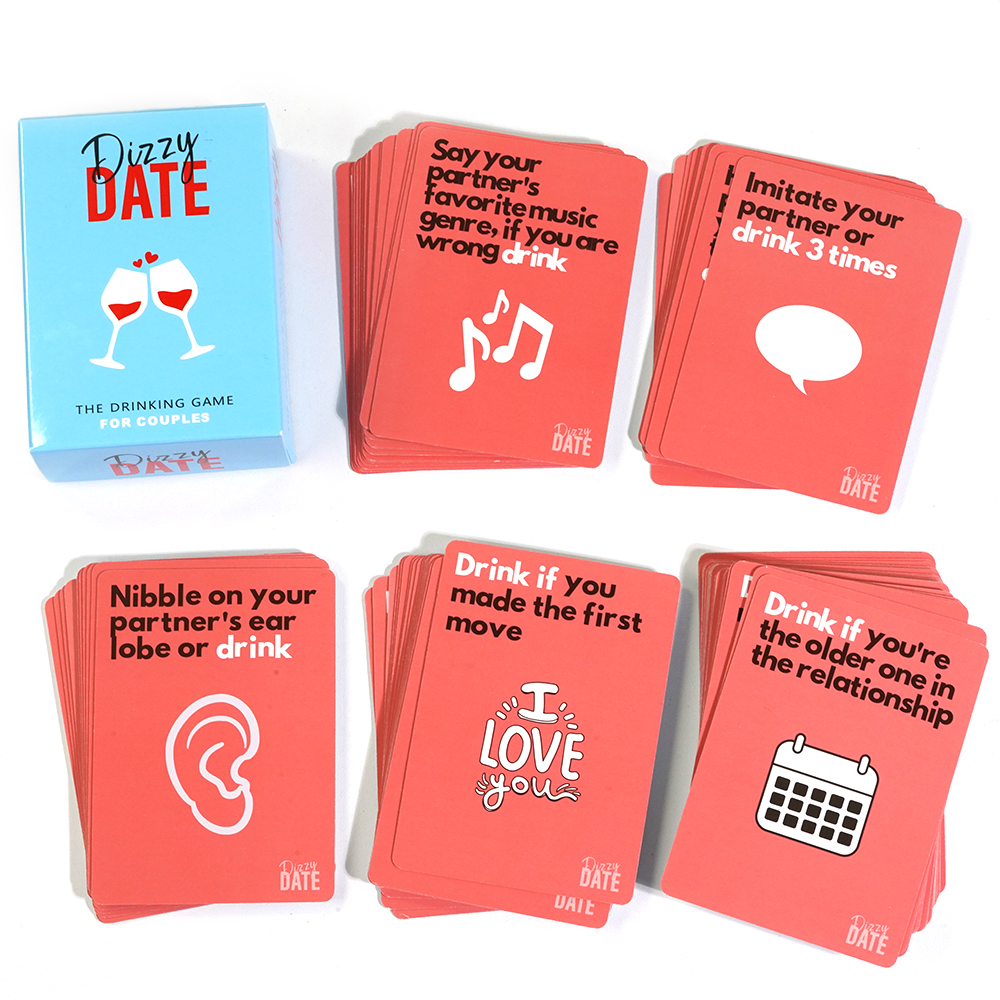 Dizzy
DATE
THE DRINKING GAME
FOR COUPLES
Dizzy
DATE
Say your
partner's
favorite music
genre, if you are
wrong drink
Dizzy
DATE
Imitate your
partner or
drink 3 times
Dizzy
DATE
Nibble on your
partner's ear
lobe or drink
Dizzy
DATE
Drink if you
made the first
move
I
LOVE
you
Dizzy
DATE
DATE
Drink if you're
the older one in
the relationship
Dizzy
DATE